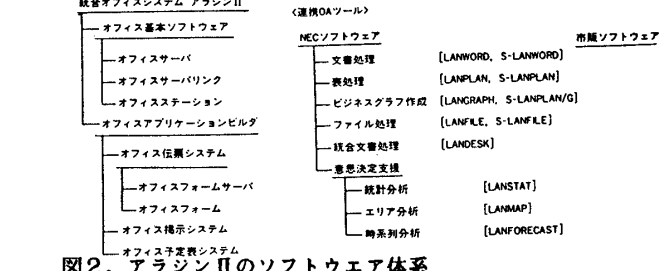 統合オフィスシステム アラジンII
オフィス基本ソフトウェア
オフィスサーバ
オフィスサーバリンク
オフィスステーション
オフィスアプリケーションビルダ
オフィス伝票システム
オフィスフォームサーバ
オフィスフォーム
オフィス掲示システム
オフィス予定表システム
〈連携OAツール〉
NECソフトウェア
文書処理 [LANWORD, S-LANWORD]
表処理 [LANPLAN, S-LANPLAN]
ビジネスグラフ作成 [LANGRAPH, S-LANPLAN/G]
ファイル処理 [LANFILE, S-LANFILE]
統合文書処理 [LANDESK]
意思決定支援
統計分析 [LANSTAT]
エリア分析 [LANMAP]
時系列分析 [LANFORECAST]
市販ソフトウェア
図2. アラジンIIのソフトウエア体系